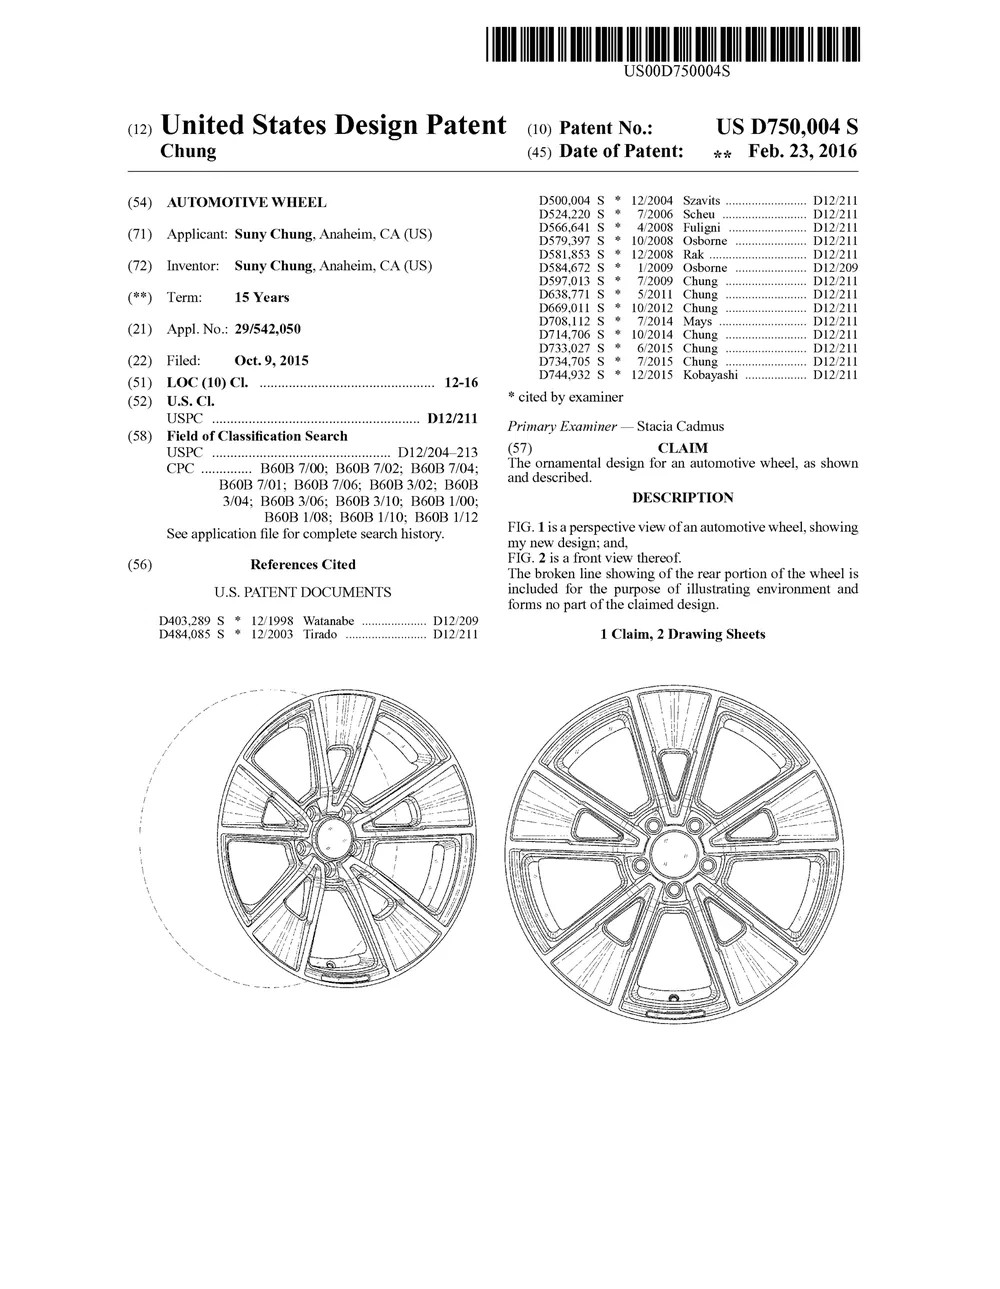 US00D750004S
(12) United States Design Patent
Chung
(10) Patent No.: US D750,004 S
(45) Date of Patent: ** Feb. 23, 2016
(54) AUTOMOTIVE WHEEL
(71) Applicant: Suny Chung, Anaheim, CA (US)
(72) Inventor: Suny Chung, Anaheim, CA (US)
(**) Term: 15 Years
(21) Appl. No.: 29/542,050
(22) Filed: Oct. 9, 2015
(51) LOC (10) Cl. ................................................ 12-16
(52) U.S. Cl.
USPC ......................................................... D12/211
(58) Field of Classification Search
USPC ................................................. D12/204–213
CPC .............. B60B 7/00; B60B 7/02; B60B 7/04;
B60B 7/01; B60B 7/06; B60B 3/02; B60B
3/04; B60B 3/06; B60B 3/10; B60B 1/00;
B60B 1/08; B60B 1/10; B60B 1/12
See application file for complete search history.
(56) References Cited
U.S. PATENT DOCUMENTS
D403,289 S * 12/1998 Watanabe .................... D12/209
D484,085 S * 12/2003 Tirado ......................... D12/211
D500,004 S * 12/2004 Szavits ......................... D12/211
D524,220 S * 7/2006 Scheu .......................... D12/211
D566,641 S * 4/2008 Fuligni ........................ D12/211
D579,397 S * 10/2008 Osborne ...................... D12/211
D581,853 S * 12/2008 Rak .............................. D12/211
D584,672 S * 1/2009 Osborne ...................... D12/209
D597,013 S * 7/2009 Chung ......................... D12/211
D638,771 S * 5/2011 Chung ......................... D12/211
D669,011 S * 10/2012 Chung ......................... D12/211
D708,112 S * 7/2014 Mays ........................... D12/211
D714,706 S * 10/2014 Chung ......................... D12/211
D733,027 S * 6/2015 Chung ......................... D12/211
D734,705 S * 7/2015 Chung ......................... D12/211
D744,932 S * 12/2015 Kobayashi ................... D12/211
* cited by examiner
Primary Examiner — Stacia Cadmus
(57) CLAIM
The ornamental design for an automotive wheel, as shown
and described.
DESCRIPTION
FIG. 1 is a perspective view of an automotive wheel, showing
my new design; and,
FIG. 2 is a front view thereof.
The broken line showing of the rear portion of the wheel is
included for the purpose of illustrating environment and
forms no part of the claimed design.
1 Claim, 2 Drawing Sheets